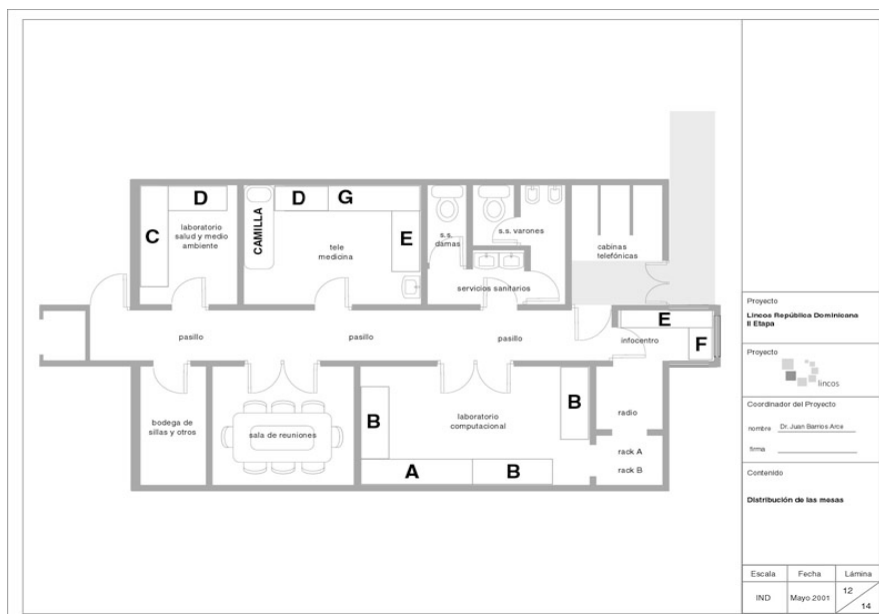 D
C
laboratorio
salud y medio
ambiente
CAMILLA
D
G
E
tele
medicina
s.s.
damas
s.s. varones
servicios sanitarios
cabinas
telefónicas
pasillo
pasillo
pasillo
E
F
infocentro
bodega de
sillas y otros
sala de reuniones
B
laboratorio
computacional
B
A
B
radio
rack A
rack B
Proyecto
Lincos República Dominicana
II Etapa
Proyecto
lincos
Coordinador del Proyecto
nombre Dr. Juan Barrios Arce
firma
Contenido
Distribución de las mesas
Escala Fecha Lámina
IND Mayo 2001 12
14